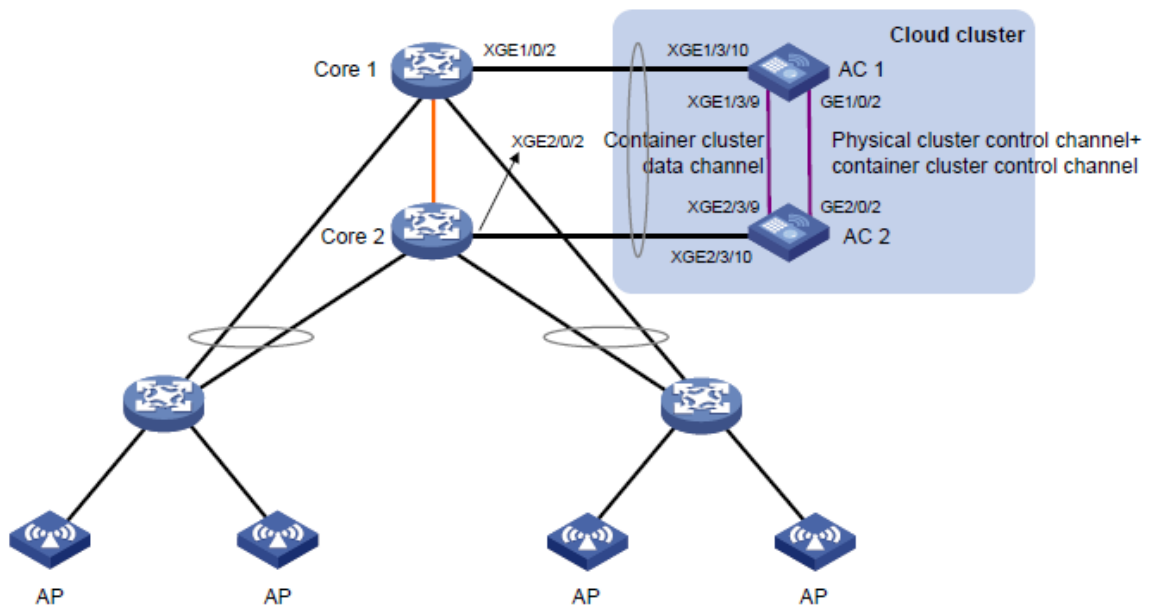 Cloud cluster
XGE1/0/2
XGE1/3/10
Core 1
AC 1
XGE1/3/9
GE1/0/2
XGE2/0/2
Container cluster
data channel
Physical cluster control channel+
container cluster control channel
XGE2/3/9
GE2/0/2
Core 2
AC 2
XGE2/3/10
AP
AP
AP
AP